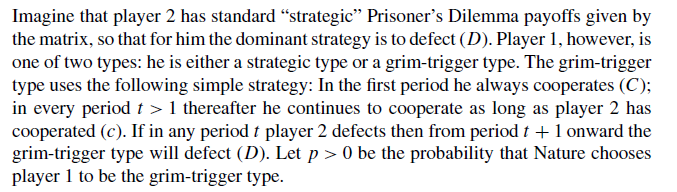 Imagine that player 2 has standard “strategic” Prisoner’s Dilemma payoffs given by
the matrix, so that for him the dominant strategy is to defect (D). Player 1, however, is
one of two types: he is either a strategic type or a grim-trigger type. The grim-trigger
type uses the following simple strategy: In the first period he always cooperates (C);
in every period t > 1 thereafter he continues to cooperate as long as player 2 has
cooperated (c). If in any period t player 2 defects then from period t + 1 onward the
grim-trigger type will defect (D). Let p > 0 be the probability that Nature chooses
player 1 to be the grim-trigger type.